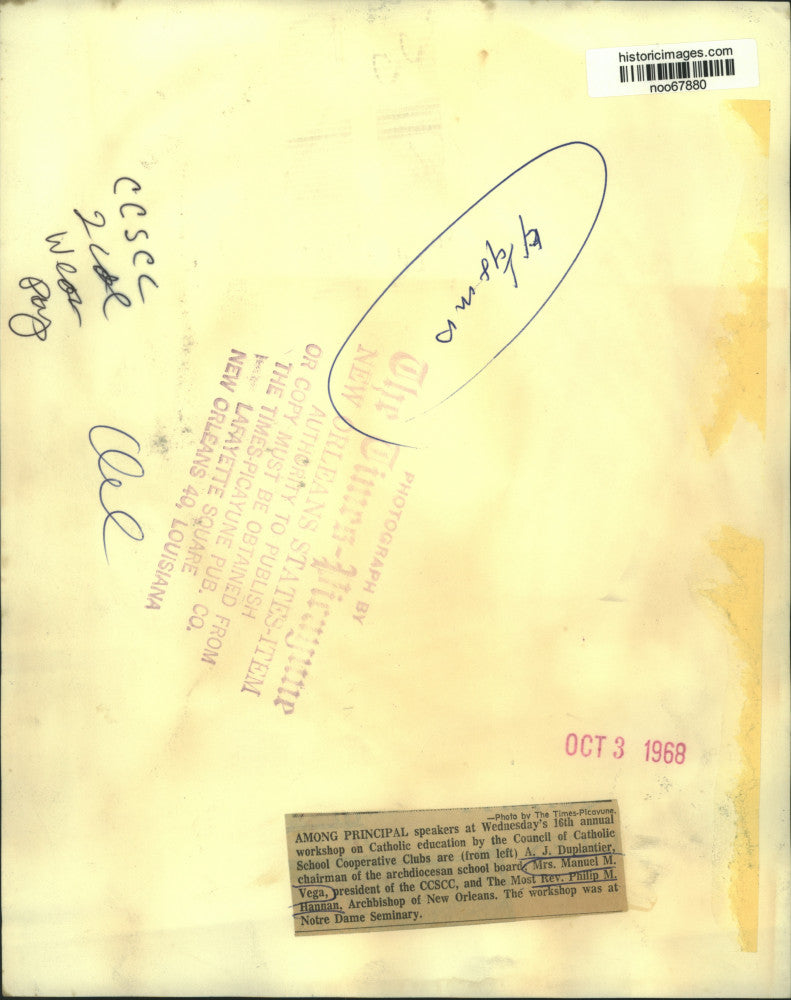 historicimages.com
noo67880
CCSCC
2 col
Wed
PHOTOGRAPH BY
The Times-Picayune
NEW ORLEANS STATES-ITEM
AUTHORITY TO PUBLISH
OR COPY MUST BE OBTAINED FROM
THE TIMES-PICAYUNE PUB. CO.
LAFAYETTE SQUARE
NEW ORLEANS 40, LOUISIANA
OCT 3 1968
—Photo by The Times-Picayune.
AMONG PRINCIPAL speakers at Wednesday's 16th annual
workshop on Catholic education by the Council of Catholic
School Cooperative Clubs are (from left) A. J. Duplantier,
chairman of the archdiocesan school board, Mrs. Manuel M.
Vega, president of the CCSCC, and The Most Rev. Philip M.
Hannan, Archbishop of New Orleans. The workshop was at
Notre Dame Seminary.